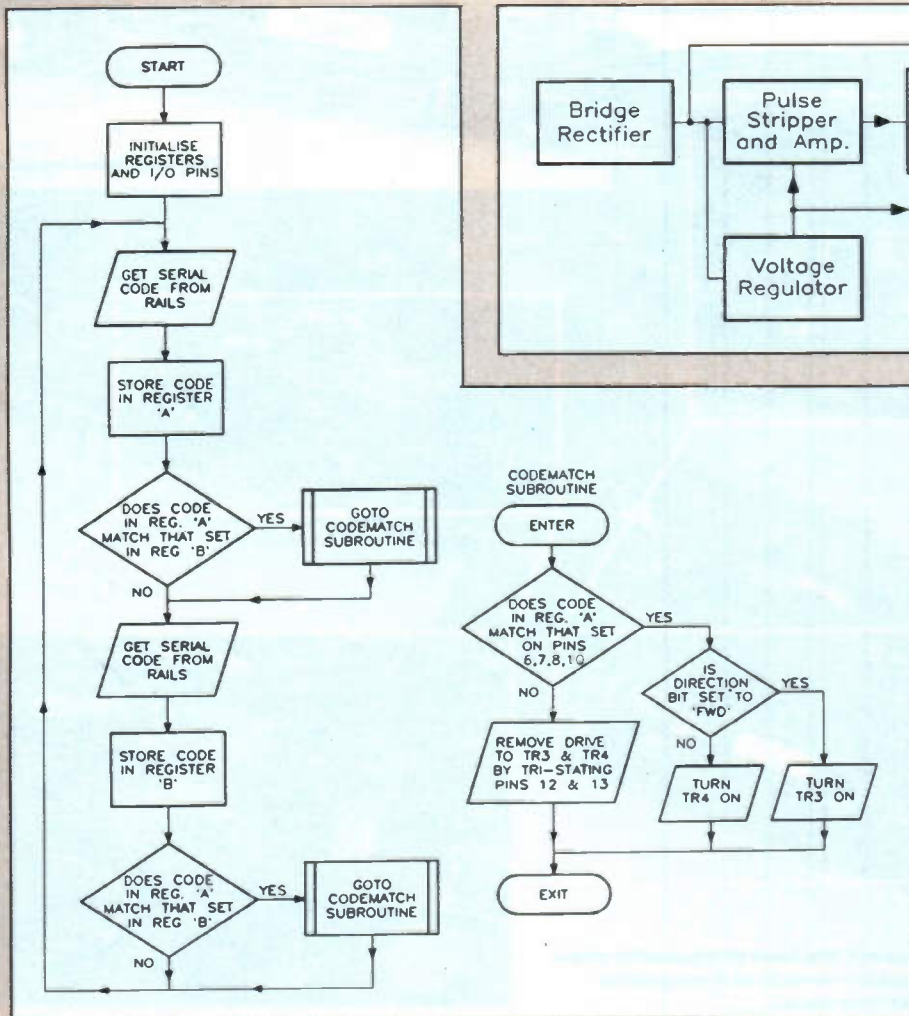 START
INITIALISE
REGISTERS
AND I/O PINS
GET SERIAL
CODE FROM
RAILS
STORE CODE
IN REGISTER
'A'
DOES CODE
IN REG. 'A'
MATCH THAT SET
IN REG 'B'
YES
GOTO
CODEMATCH
SUBROUTINE
NO
GET SERIAL
CODE FROM
RAILS
STORE CODE
IN REGISTER
'B'
DOES CODE
IN REG. 'A'
MATCH THAT SET
IN REG 'B'
YES
GOTO
CODEMATCH
SUBROUTINE
NO
Bridge
Rectifier
Pulse
Stripper
and Amp.
Voltage
Regulator
CODEMATCH
SUBROUTINE
ENTER
DOES CODE
IN REG. 'A'
MATCH THAT SET
ON PINS
6,7,8,10
YES
NO
IS
DIRECTION
BIT SET TO
'FWD'
YES
NO
REMOVE DRIVE
TO TR3 & TR4
BY TRI-STATING
PINS 12 & 13
TURN
TR4 ON
TURN
TR3 ON
EXIT